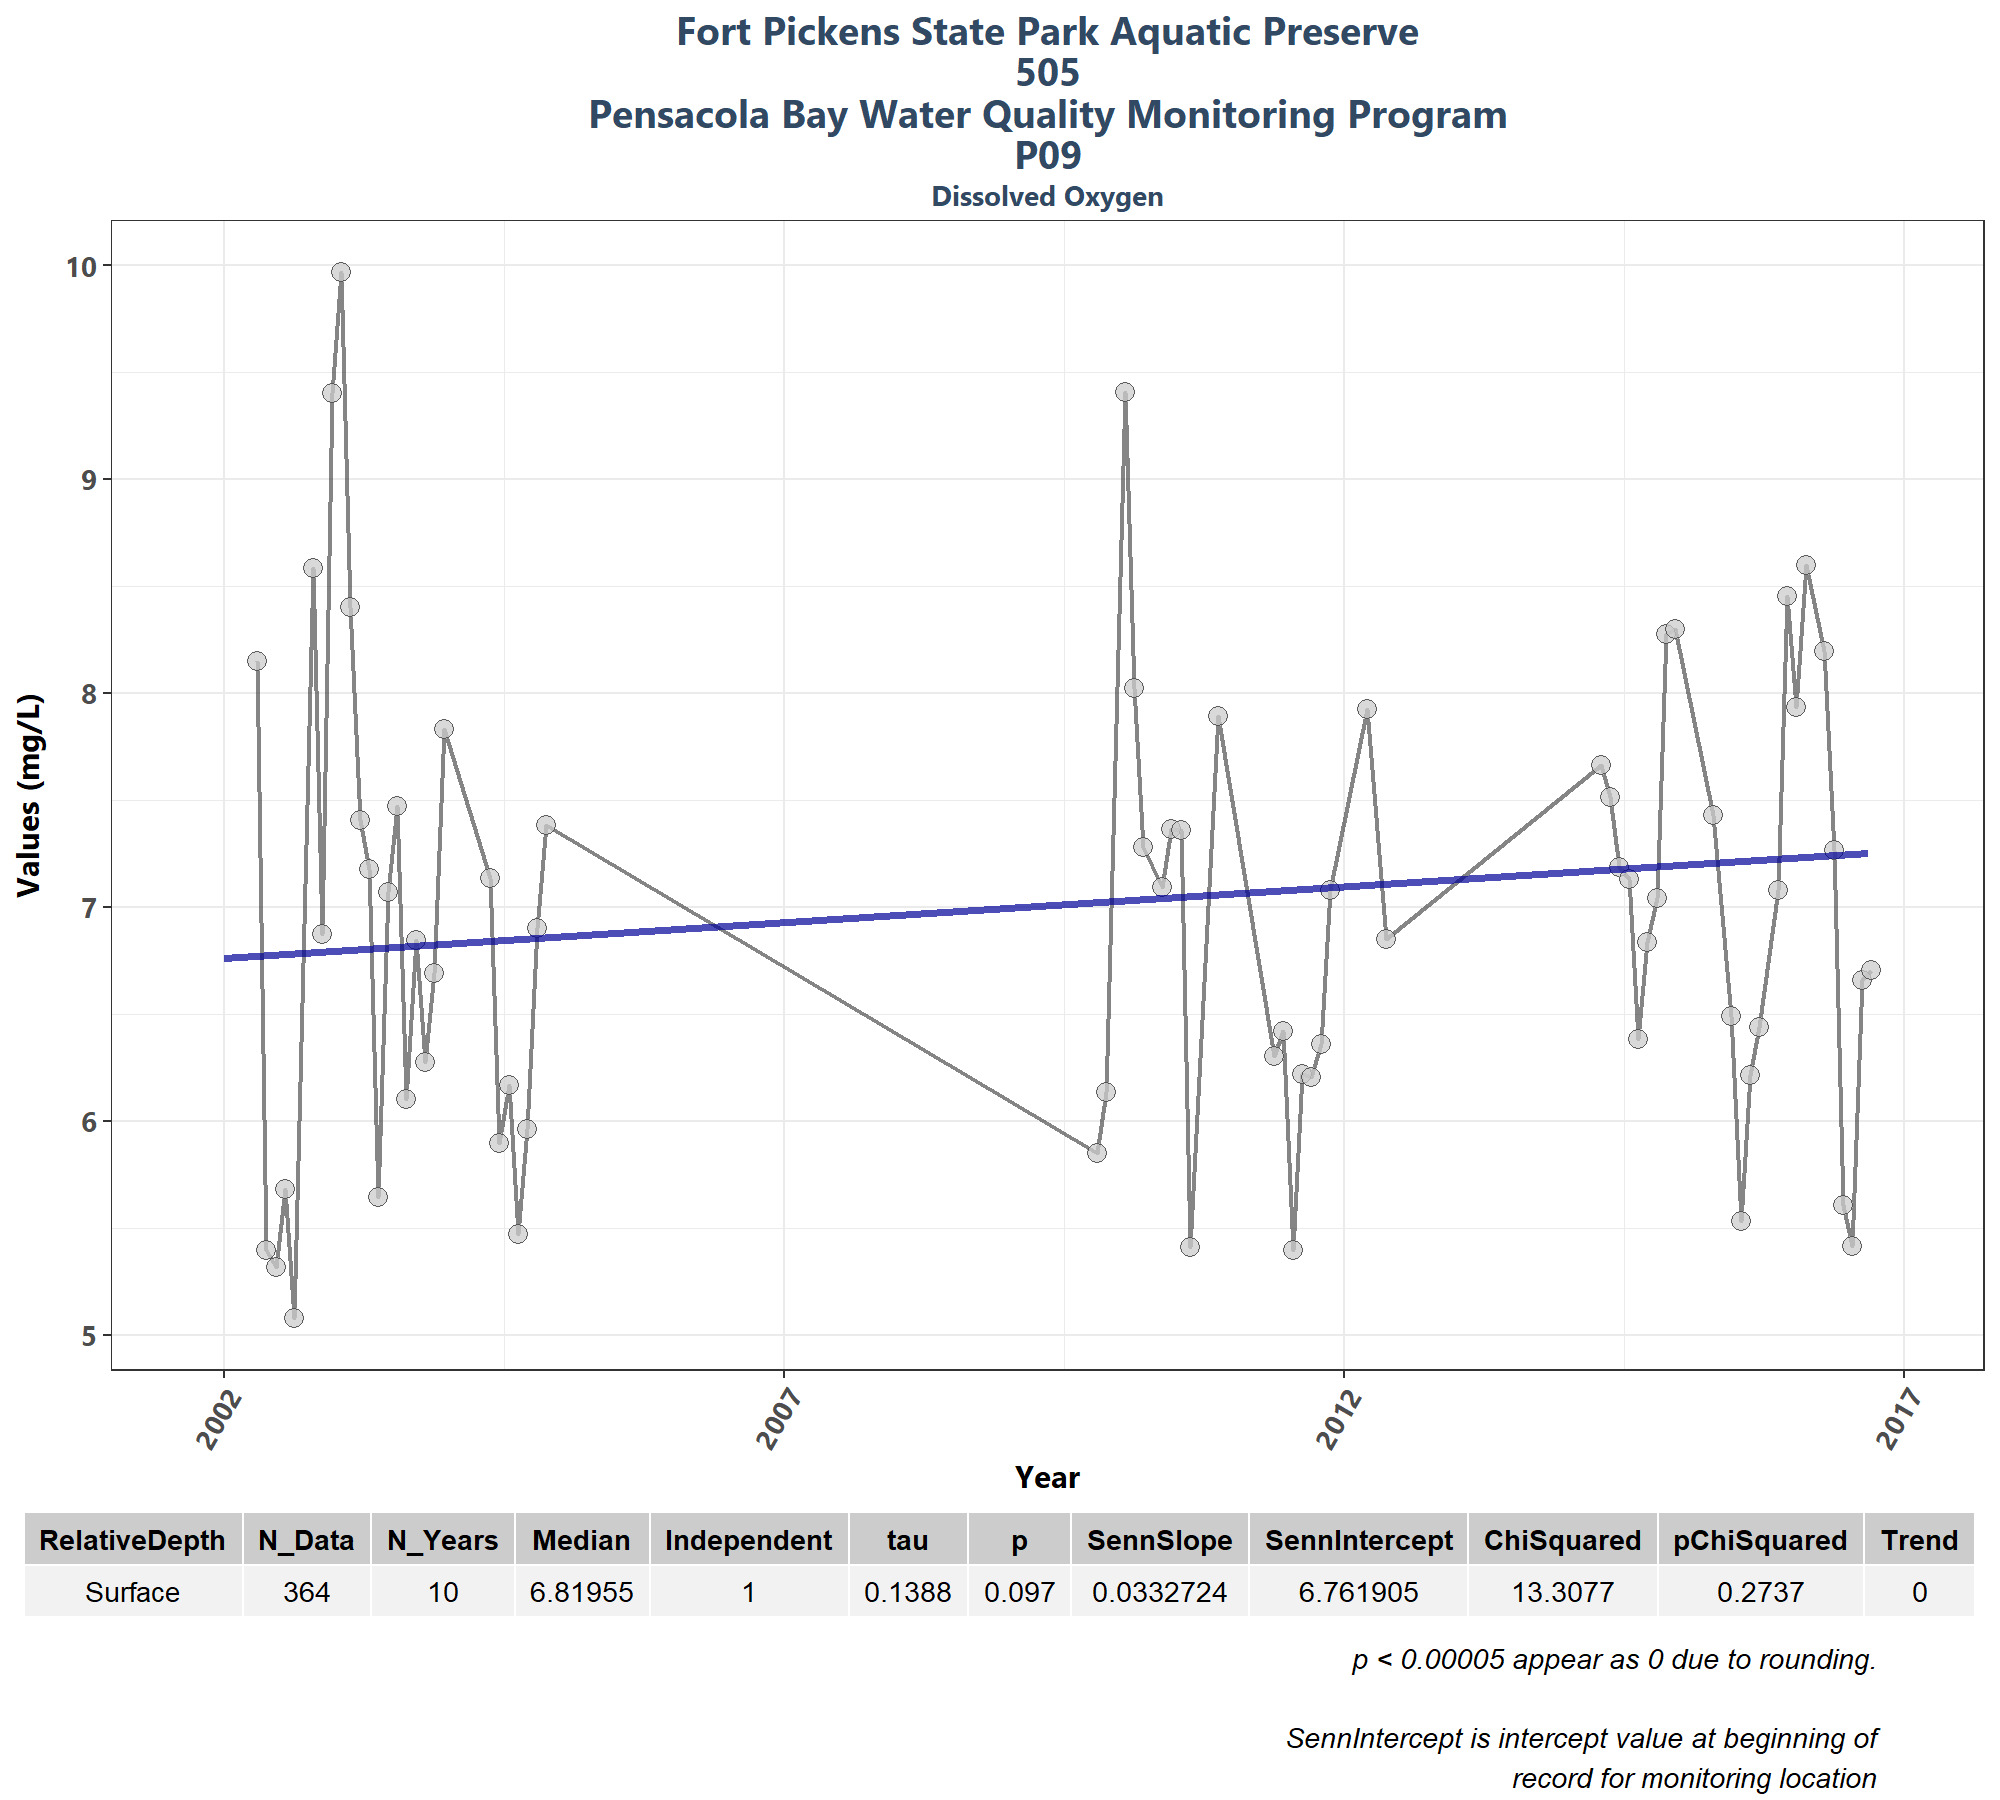 Fort Pickens State Park Aquatic Preserve
505
Pensacola Bay Water Quality Monitoring Program
P09
Dissolved Oxygen
10
9
8
7
6
5
Values (mg/L)
2002 2007 2012 2017
Year
RelativeDepth N_Data N_Years Median Independent tau p SennSlope SennIntercept ChiSquared pChiSquared Trend
Surface 364 10 6.81955 1 0.1388 0.097 0.0332724 6.761905 13.3077 0.2737 0
p < 0.00005 appear as 0 due to rounding.
SennIntercept is intercept value at beginning of
record for monitoring location